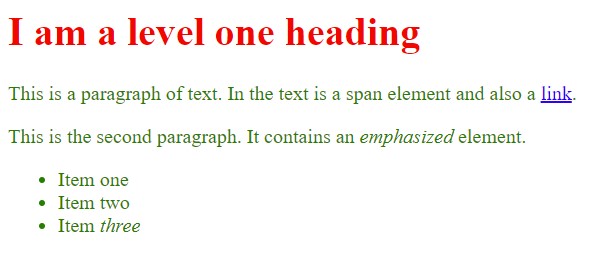 I am a level one heading
This is a paragraph of text. In the text is a span element and also a link.
This is the second paragraph. It contains an emphasized element.
• Item one
• Item two
• Item three